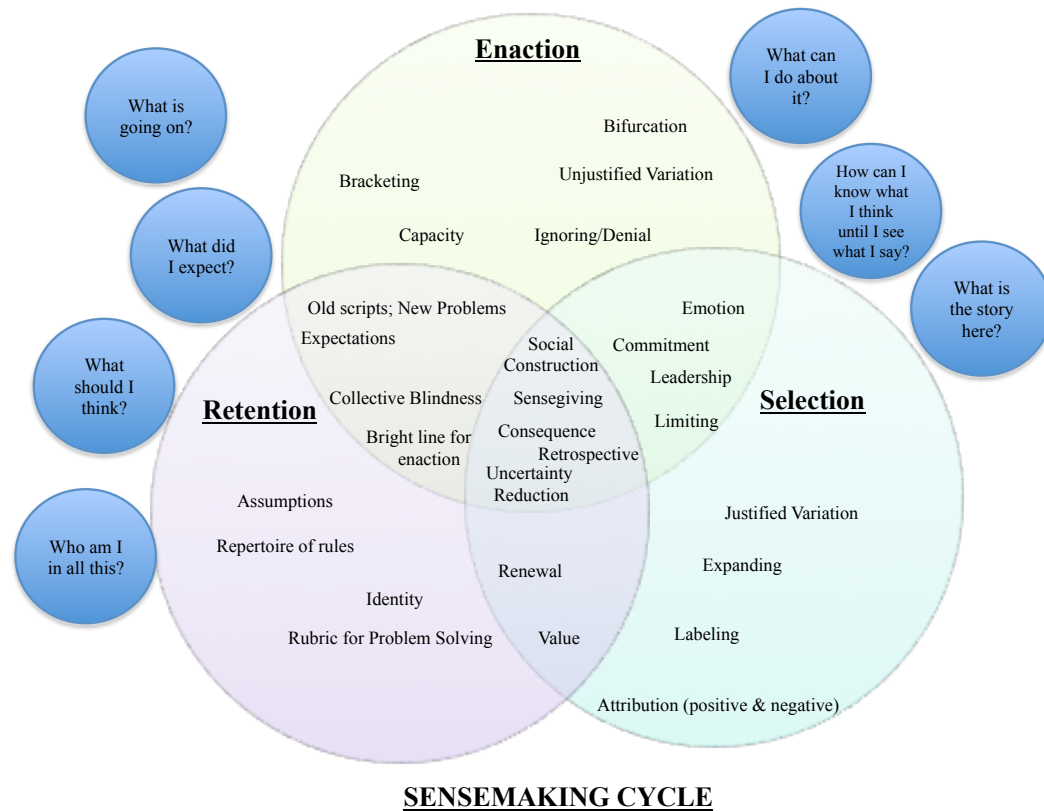 Enaction
What can
I do about
it?
What is
going on?
Bifurcation
Bracketing
Unjustified Variation
How can I
know what
I think
until I see
what I say?
Capacity
Ignoring/Denial
What did
I expect?
What is
the story
here?
Old scripts; New Problems
Emotion
Expectations
Social
Construction
Commitment
What
should I
think?
Leadership
Retention
Collective Blindness
Sensegiving
Selection
Limiting
Bright line for
enaction
Consequence
Retrospective
Uncertainty
Reduction
Assumptions
Justified Variation
Who am I
in all this?
Repertoire of rules
Renewal
Expanding
Identity
Rubric for Problem Solving
Value
Labeling
Attribution (positive & negative)
SENSEMAKING CYCLE